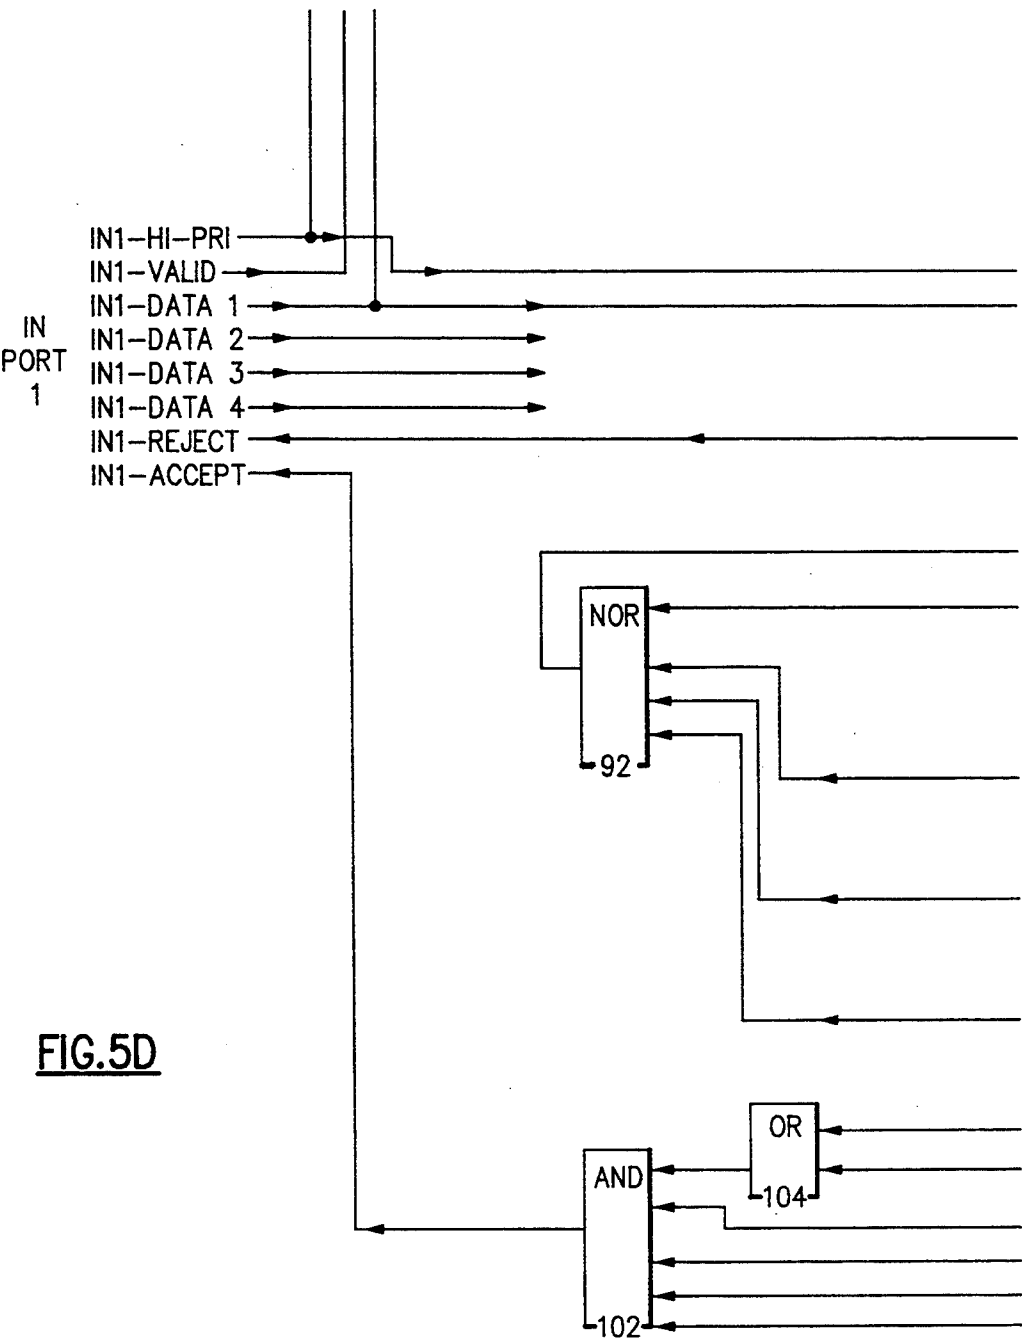 IN1-HI-PRI
IN1-VALID
IN1-DATA 1
IN1-DATA 2
IN1-DATA 3
IN1-DATA 4
IN1-REJECT
IN1-ACCEPT
IN
PORT
1
NOR
92
FIG.5D
OR
104
AND
102